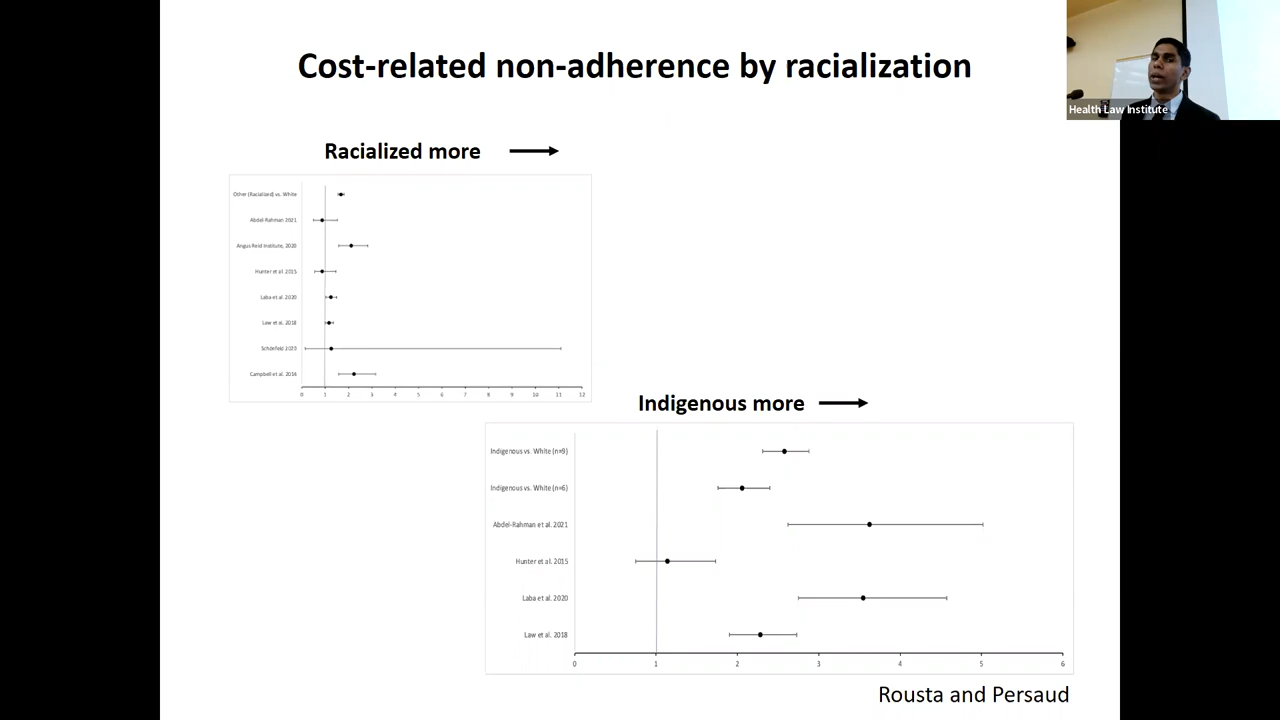 Cost-related non-adherence by racialization
Health Law Institute
Racialized more
Other (Racialized) vs. White
Abdel-Rahman 2021
Angus Reid Institute, 2020
Hunter et al. 2015
Laba et al. 2020
Law et al. 2018
Schoenfeld 2020
Campbell et al. 2014
0 1 2 3 4 5 6 7 8 9 10 11 12
Indigenous more
Indigenous vs. White (n=9)
Indigenous vs. White (n=6)
Abdel-Rahman et al. 2021
Hunter et al. 2015
Laba et al. 2020
Law et al. 2018
0 1 2 3 4 5 6
Rousta and Persaud